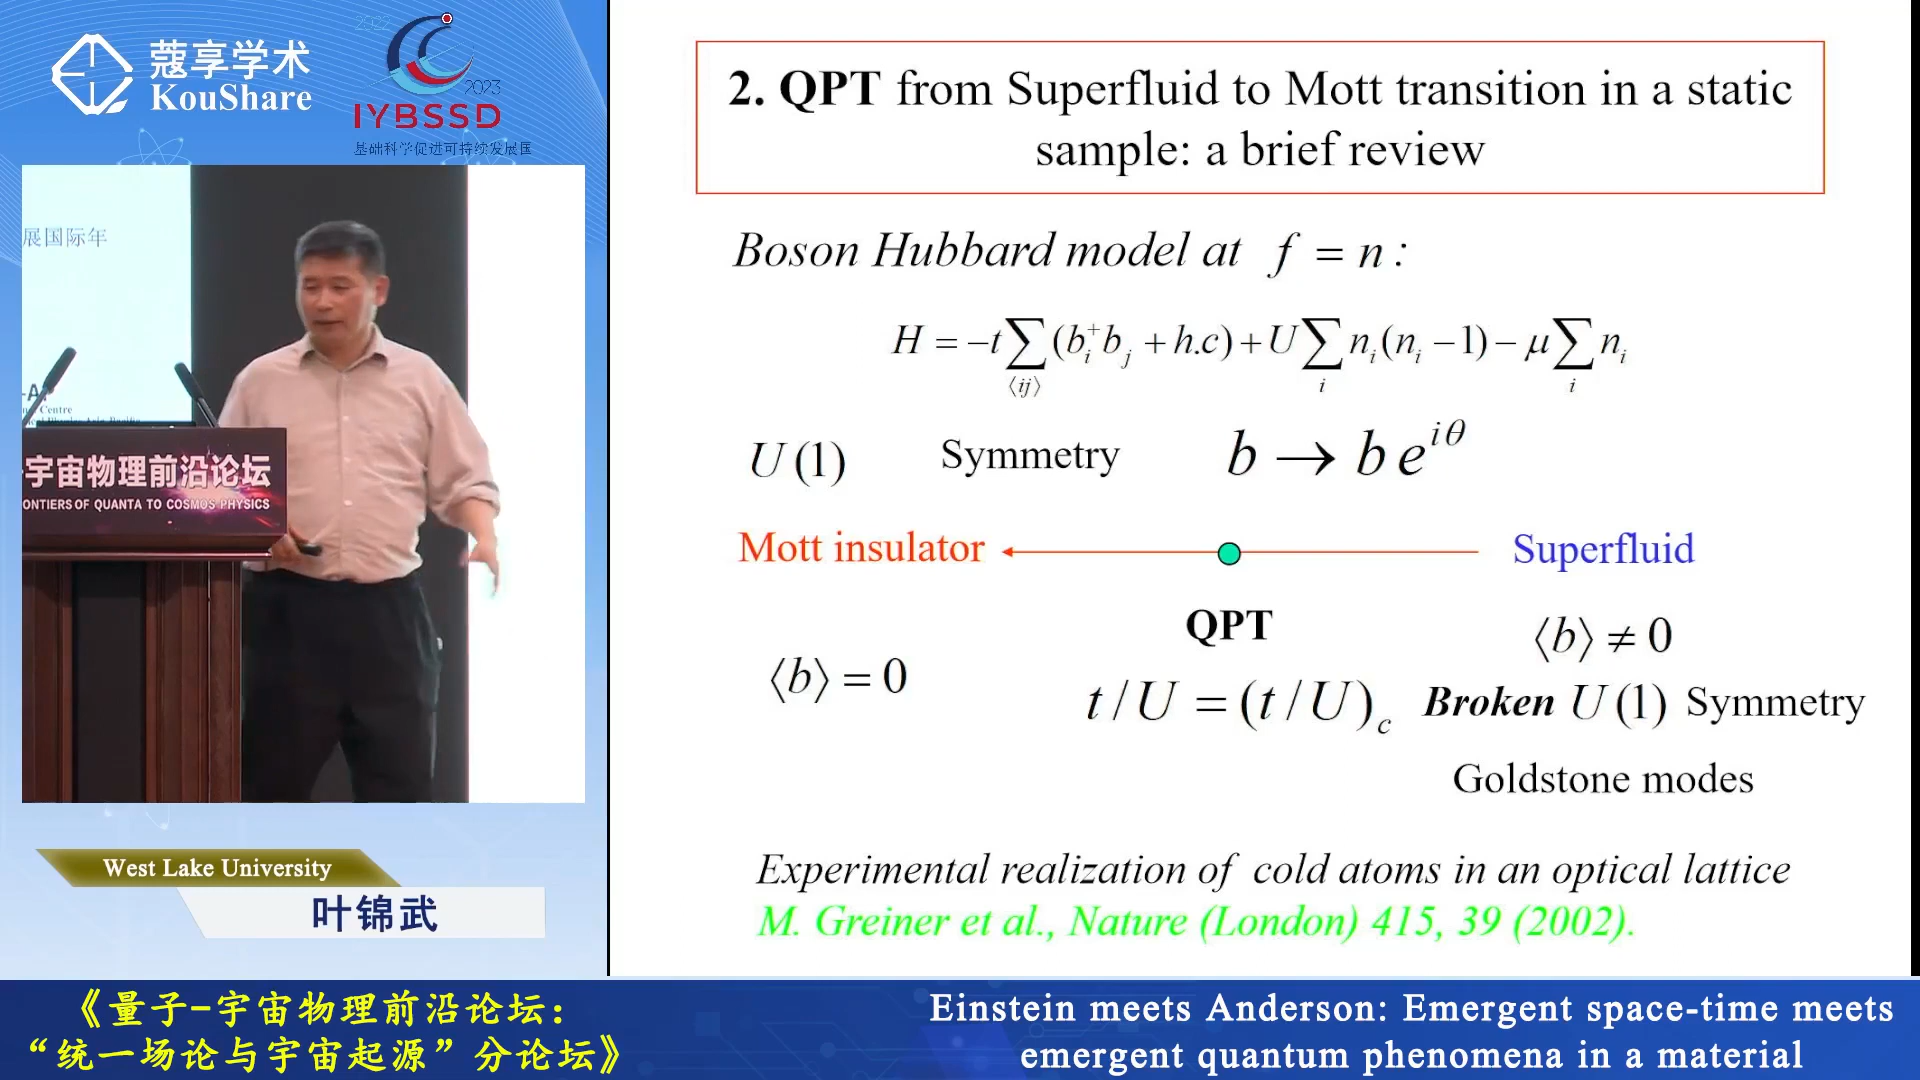 蔻享学术
KouShare
2022
2023
IYBSSD
基础科学促进可持续发展国
展国际年
Centre
宇宙物理前沿论坛
ONTIERS OF QUANTA TO COSMOS PHYSICS
West Lake University
叶锦武
2. QPT from Superfluid to Mott transition in a static
sample: a brief review
Boson Hubbard model at f = n :
H = −t∑⟨ij⟩(b_i^+ b_j + h.c) + U∑_i n_i(n_i − 1) − μ∑_i n_i
U(1) Symmetry b → b e^{iθ}
Mott insulator Superfluid
QPT
⟨b⟩ = 0
⟨b⟩ ≠ 0
t / U = (t / U)_c
Broken U(1) Symmetry
Goldstone modes
Experimental realization of cold atoms in an optical lattice
M. Greiner et al., Nature (London) 415, 39 (2002).
《量子-宇宙物理前沿论坛：
“统一场论与宇宙起源”分论坛》
Einstein meets Anderson: Emergent space-time meets
emergent quantum phenomena in a material